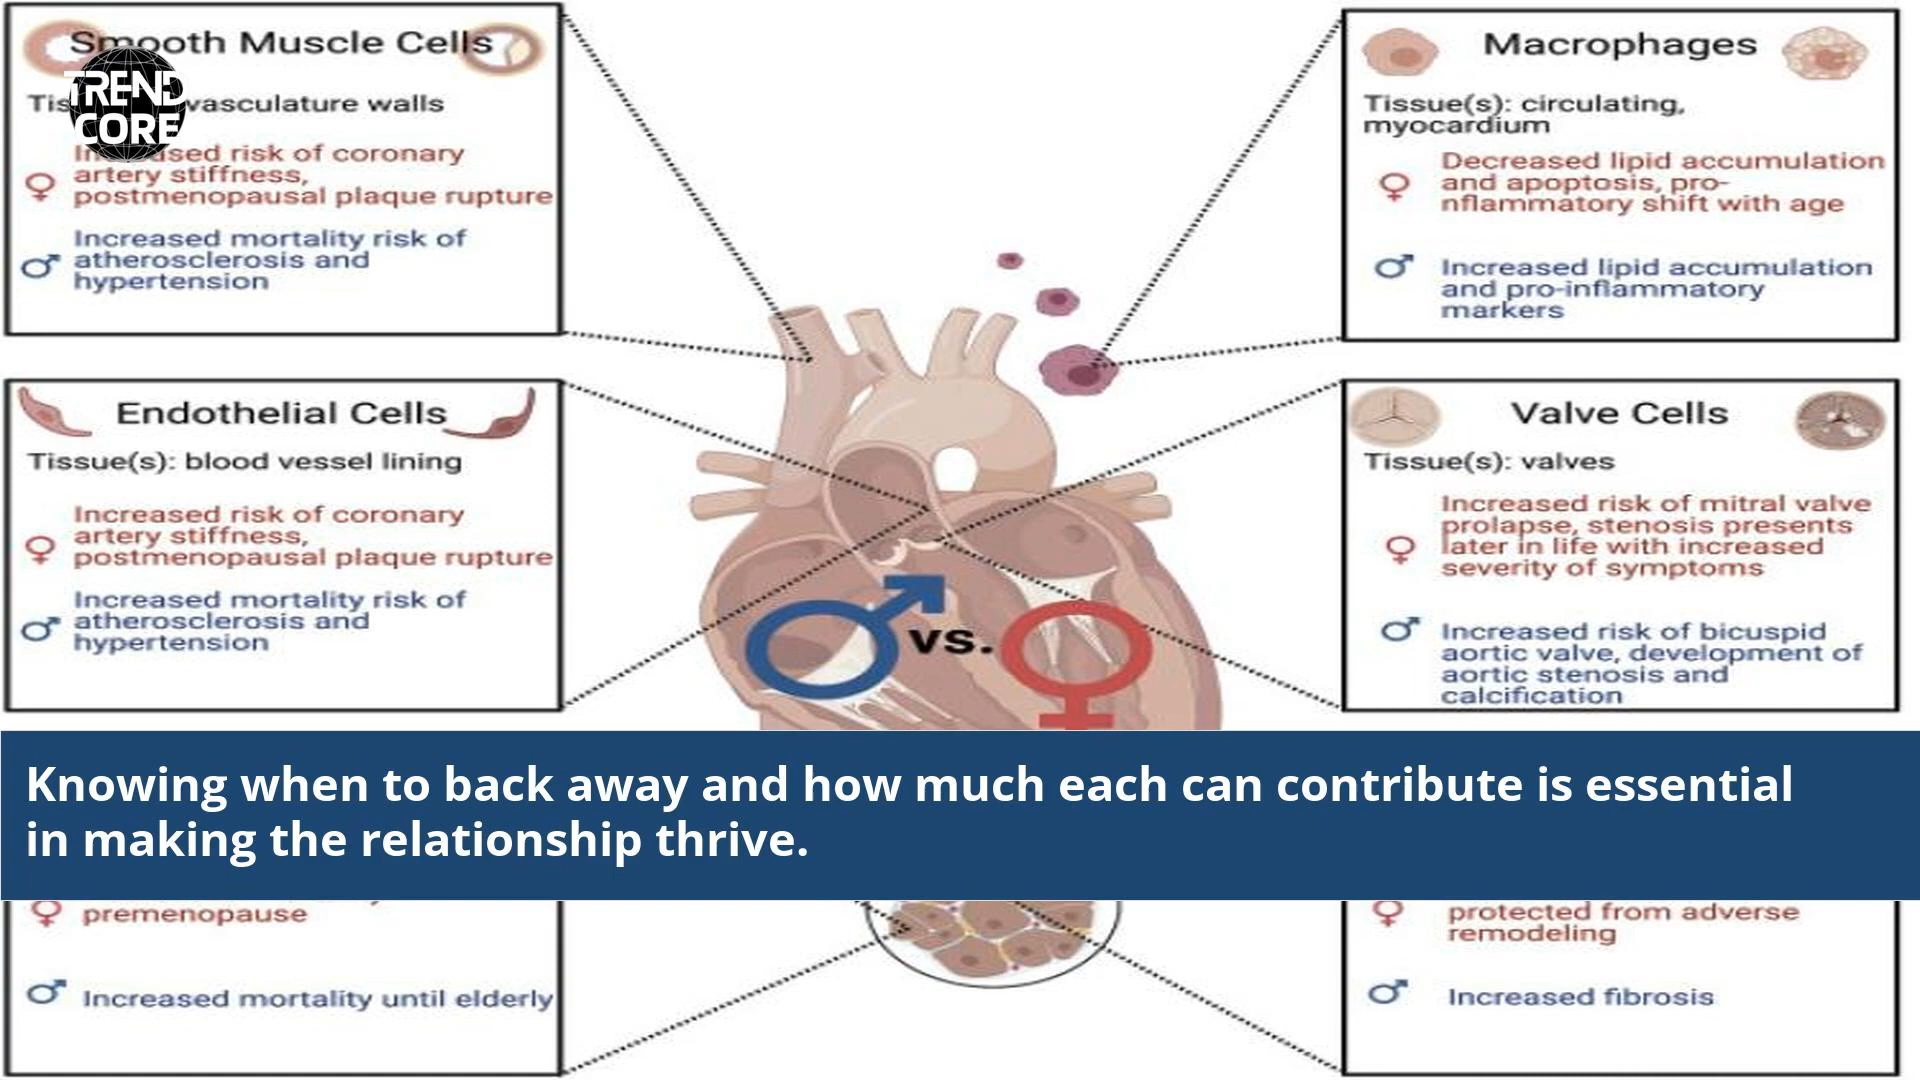 Smooth Muscle Cells
TREND
CORE
vasculature walls
risk of coronary
artery stiffness,
postmenopausal plaque rupture
Increased mortality risk of
atherosclerosis and
hypertension
Macrophages
Tissue(s): circulating,
myocardium
Decreased lipid accumulation
and apoptosis, pro-
nflammatory shift with age
Increased lipid accumulation
and pro-inflammatory
markers
Endothelial Cells
Tissue(s): blood vessel lining
Increased risk of coronary
artery stiffness,
postmenopausal plaque rupture
Increased mortality risk of
atherosclerosis and
hypertension
Valve Cells
Tissue(s): valves
Increased risk of mitral valve
prolapse, stenosis presents
later in life with increased
severity of symptoms
Increased risk of bicuspid
aortic valve, development of
aortic stenosis and
calcification
vs.
Knowing when to back away and how much each can contribute is essential
in making the relationship thrive.
premenopause
Increased mortality until elderly
protected from adverse
remodeling
Increased fibrosis